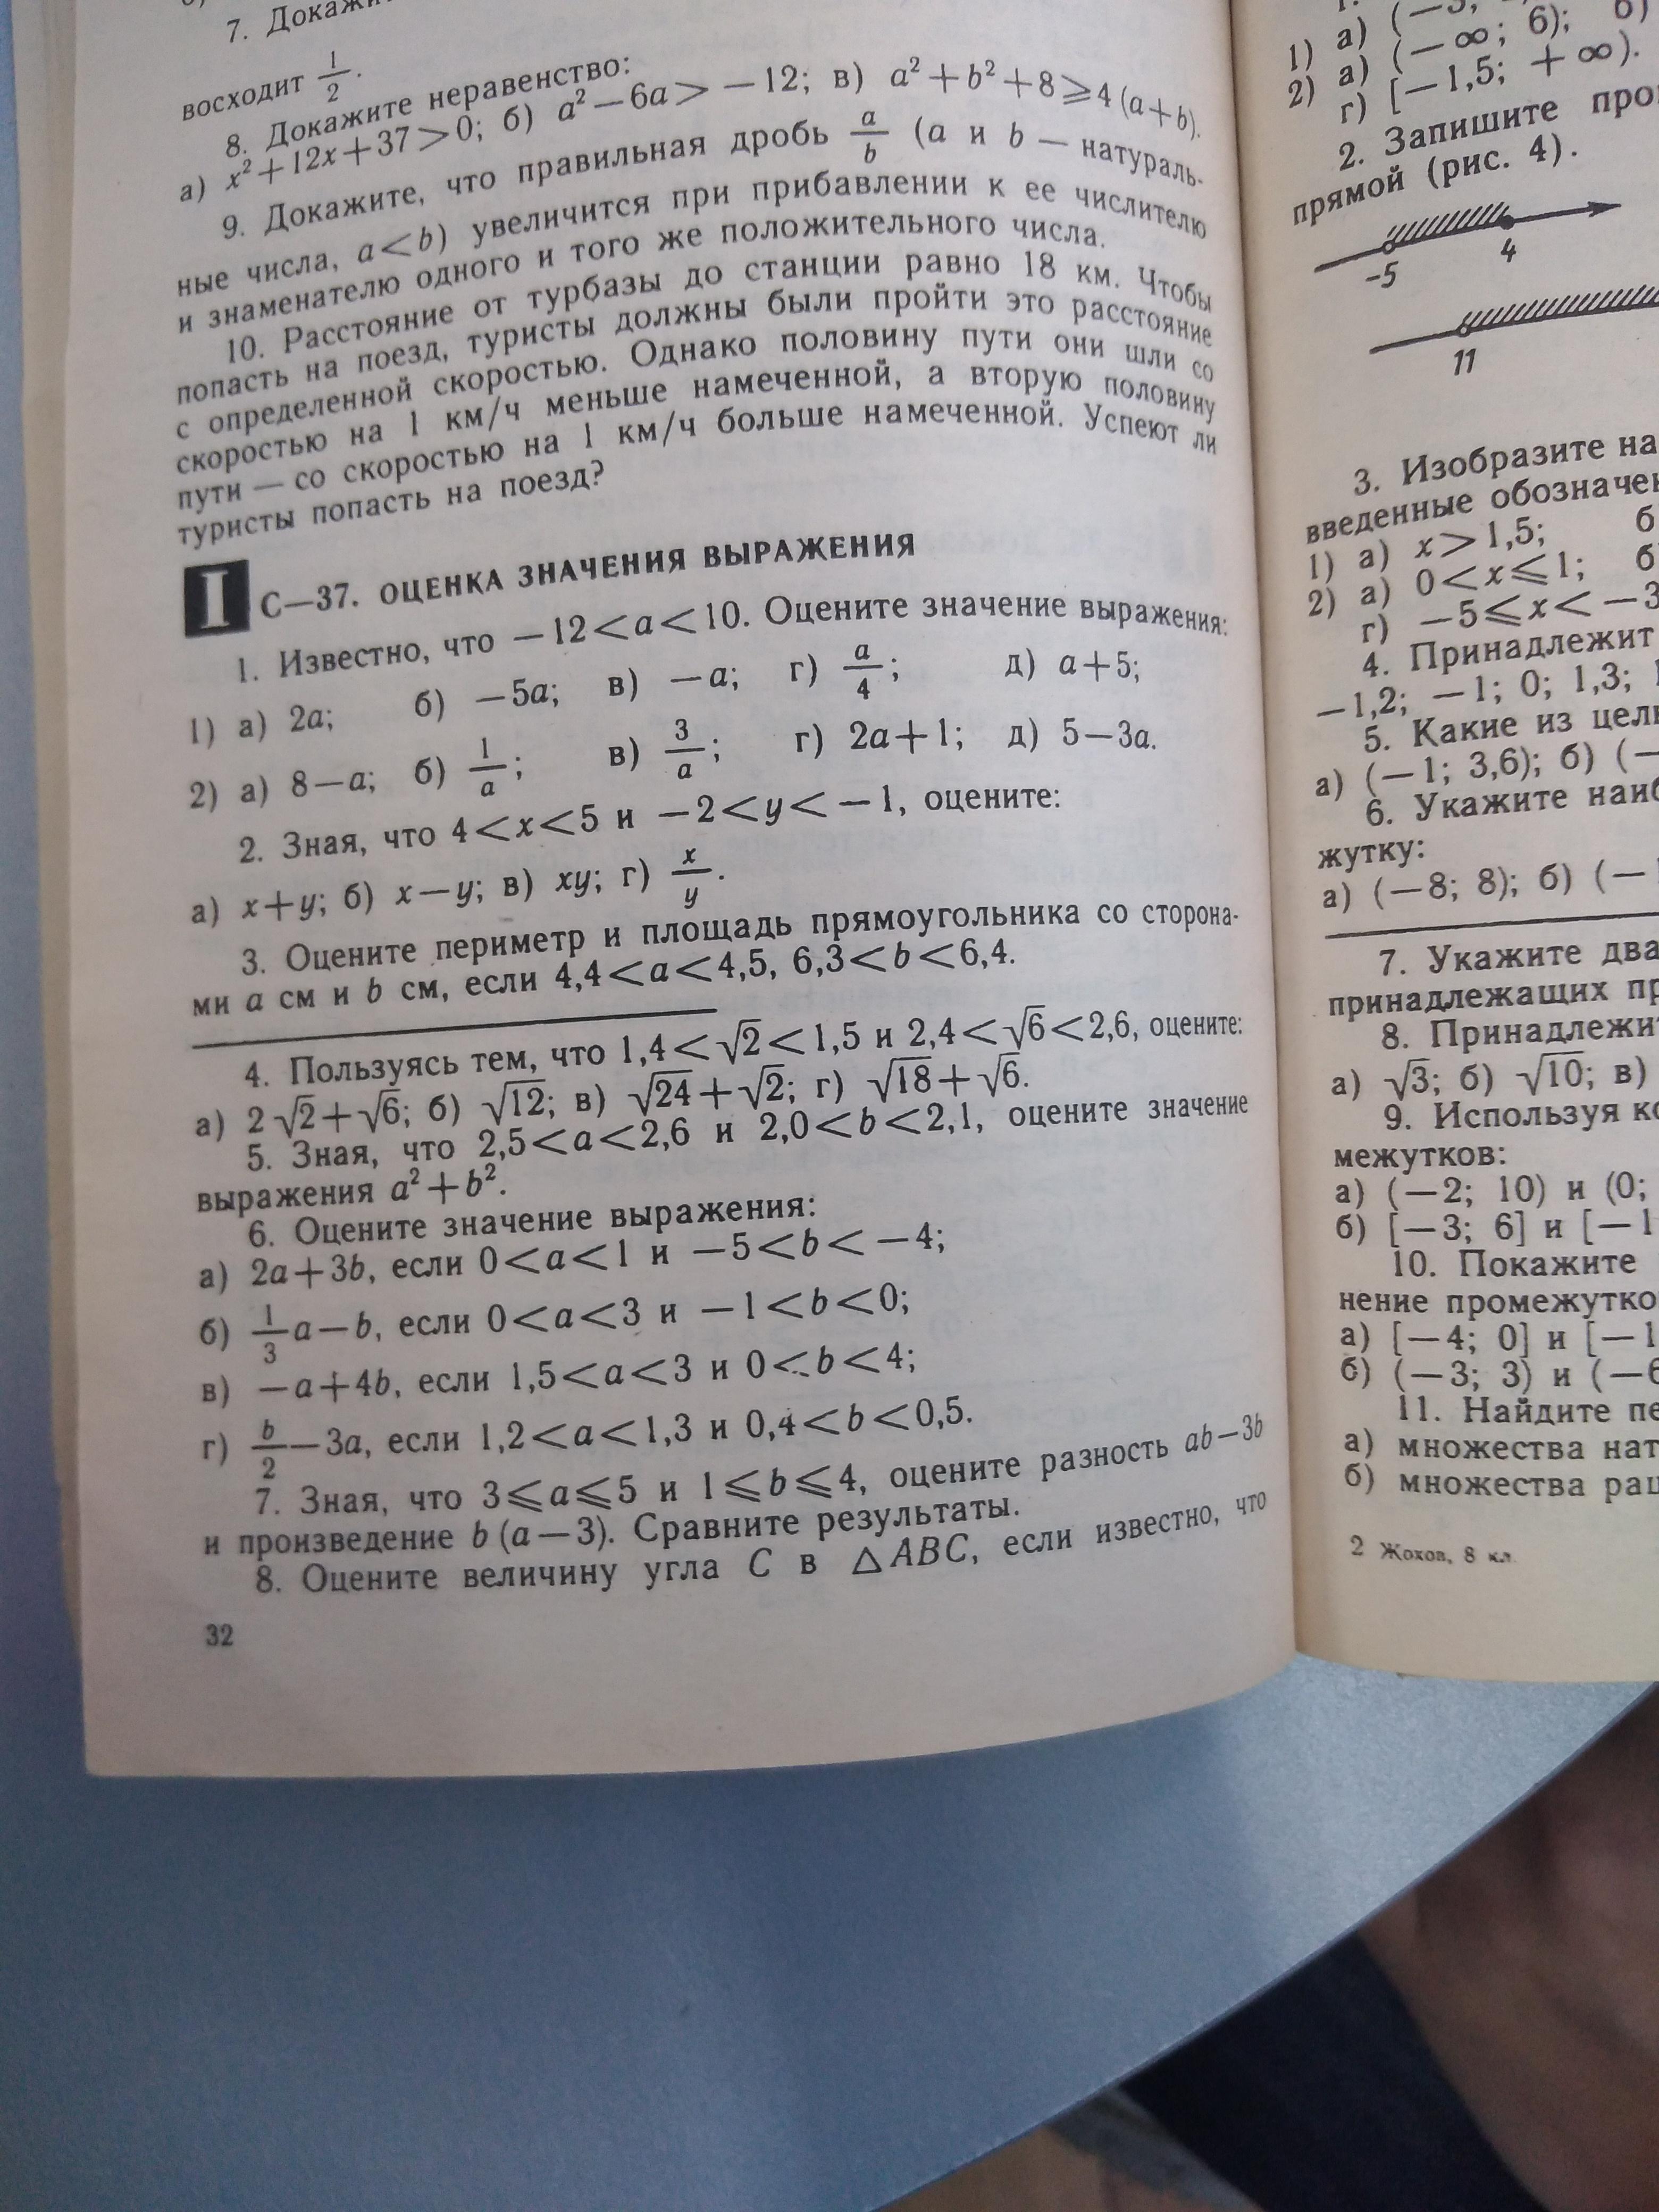 7. Докажи
восходит 1/2.
8. Докажите неравенство:
а) x²+12x+37>0; б) a²−6a>−12; в) a²+b²+8⩾4(a+b).
9. Докажите, что правильная дробь a/b (a и b — натураль-
ные числа, a<b) увеличится при прибавлении к ее числителю
и знаменателю одного и того же положительного числа.
10. Расстояние от турбазы до станции равно 18 км. Чтобы
попасть на поезд, туристы должны были пройти это расстояние
с определенной скоростью. Однако половину пути они шли со
скоростью на 1 км/ч меньше намеченной, а вторую половину
пути — со скоростью на 1 км/ч больше намеченной. Успеют ли
туристы попасть на поезд?
I С—37. ОЦЕНКА ЗНАЧЕНИЯ ВЫРАЖЕНИЯ
1. Известно, что −12<a<10. Оцените значение выражения:
1) а) 2a; б) −5a; в) −a; г) a/4; д) a+5;
2) а) 8−a; б) 1/a; в) 3/a; г) 2a+1; д) 5−3a.
2. Зная, что 4<x<5 и −2<y<−1, оцените:
а) x+y; б) x−y; в) xy; г) x/y.
3. Оцените периметр и площадь прямоугольника со сторона-
ми a см и b см, если 4,4<a<4,5, 6,3<b<6,4.
4. Пользуясь тем, что 1,4<√2<1,5 и 2,4<√6<2,6, оцените:
а) 2√2+√6; б) √12; в) √24+√2; г) √18+√6.
5. Зная, что 2,5<a<2,6 и 2,0<b<2,1, оцените значение
выражения a²+b².
6. Оцените значение выражения:
а) 2a+3b, если 0<a<1 и −5<b<−4;
б) 1/3a−b, если 0<a<3 и −1<b<0;
в) −a+4b, если 1,5<a<3 и 0<b<4;
г) b/2−3a, если 1,2<a<1,3 и 0,4<b<0,5.
7. Зная, что 3⩽a⩽5 и 1⩽b⩽4, оцените разность ab−3b
и произведение b(a−3). Сравните результаты.
8. Оцените величину угла C в △ABC, если известно, что
32
1) а) (−3;
2) а) (−∞; 6); б)
г) [−1,5; +∞).
2. Запишите про
прямой (рис. 4).
-5 4
11
3. Изобразите на
введенные обозначе
1) а) x>1,5; б
2) а) 0<x⩽1; б
г) −5⩽x<−3
4. Принадлежит
−1,2; −1; 0; 1,3; 1
5. Какие из цел
а) (−1; 3,6); б) (−
6. Укажите наиб
жутку:
а) (−8; 8); б) (−
7. Укажите два
принадлежащих пр
8. Принадлежи
а) √3; б) √10; в)
9. Используя ко
межутков:
а) (−2; 10) и (0;
б) [−3; 6] и [−1
10. Покажите
нение промежутко
а) [−4; 0] и [−1
б) (−3; 3) и (−6
11. Найдите пе
а) множества нат
б) множества рац
2 Жохов, 8 кл.